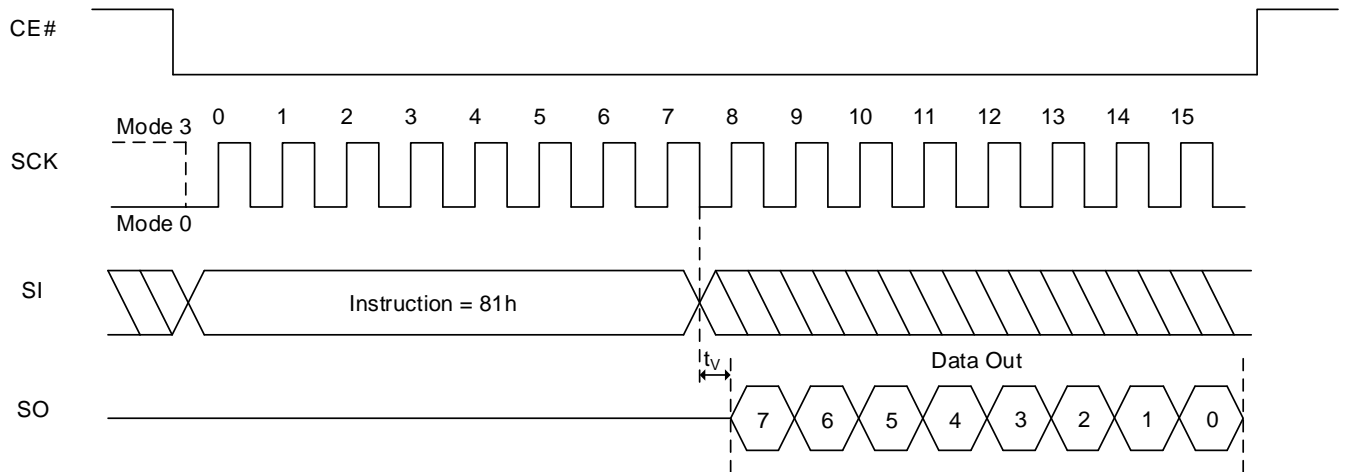 CE#
Mode 3
0 1 2 3 4 5 6 7 8 9 10 11 12 13 14 15
SCK
Mode 0
SI
Instruction = 81h
tV
Data Out
SO
7 6 5 4 3 2 1 0